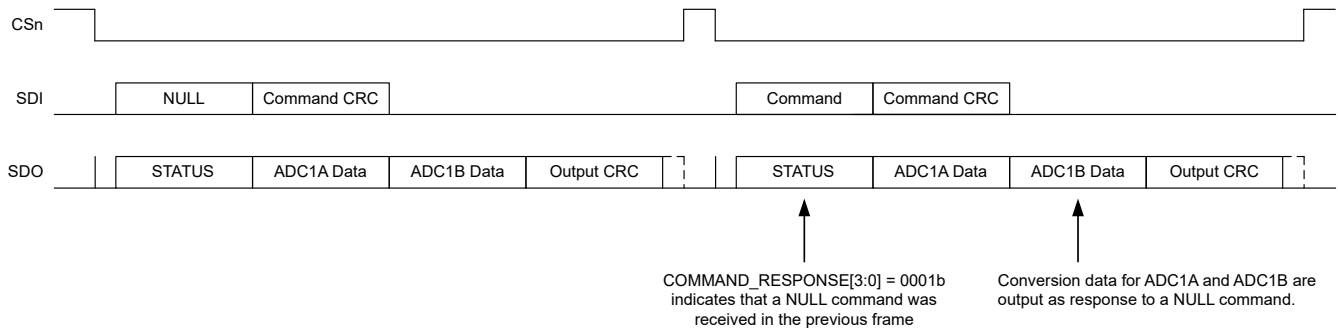 CSn
SDI
NULL
Command CRC
Command
Command CRC
SDO
STATUS
ADC1A Data
ADC1B Data
Output CRC
STATUS
ADC1A Data
ADC1B Data
Output CRC
COMMAND_RESPONSE[3:0] = 0001b
indicates that a NULL command was
received in the previous frame
Conversion data for ADC1A and ADC1B are
output as response to a NULL command.